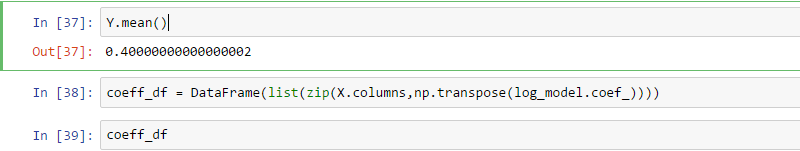 In [37]: Y.mean()
Out[37]: 0.40000000000000002
In [38]: coeff_df = DataFrame(list(zip(X.columns,np.transpose(log_model.coef_))))
In [39]: coeff_df